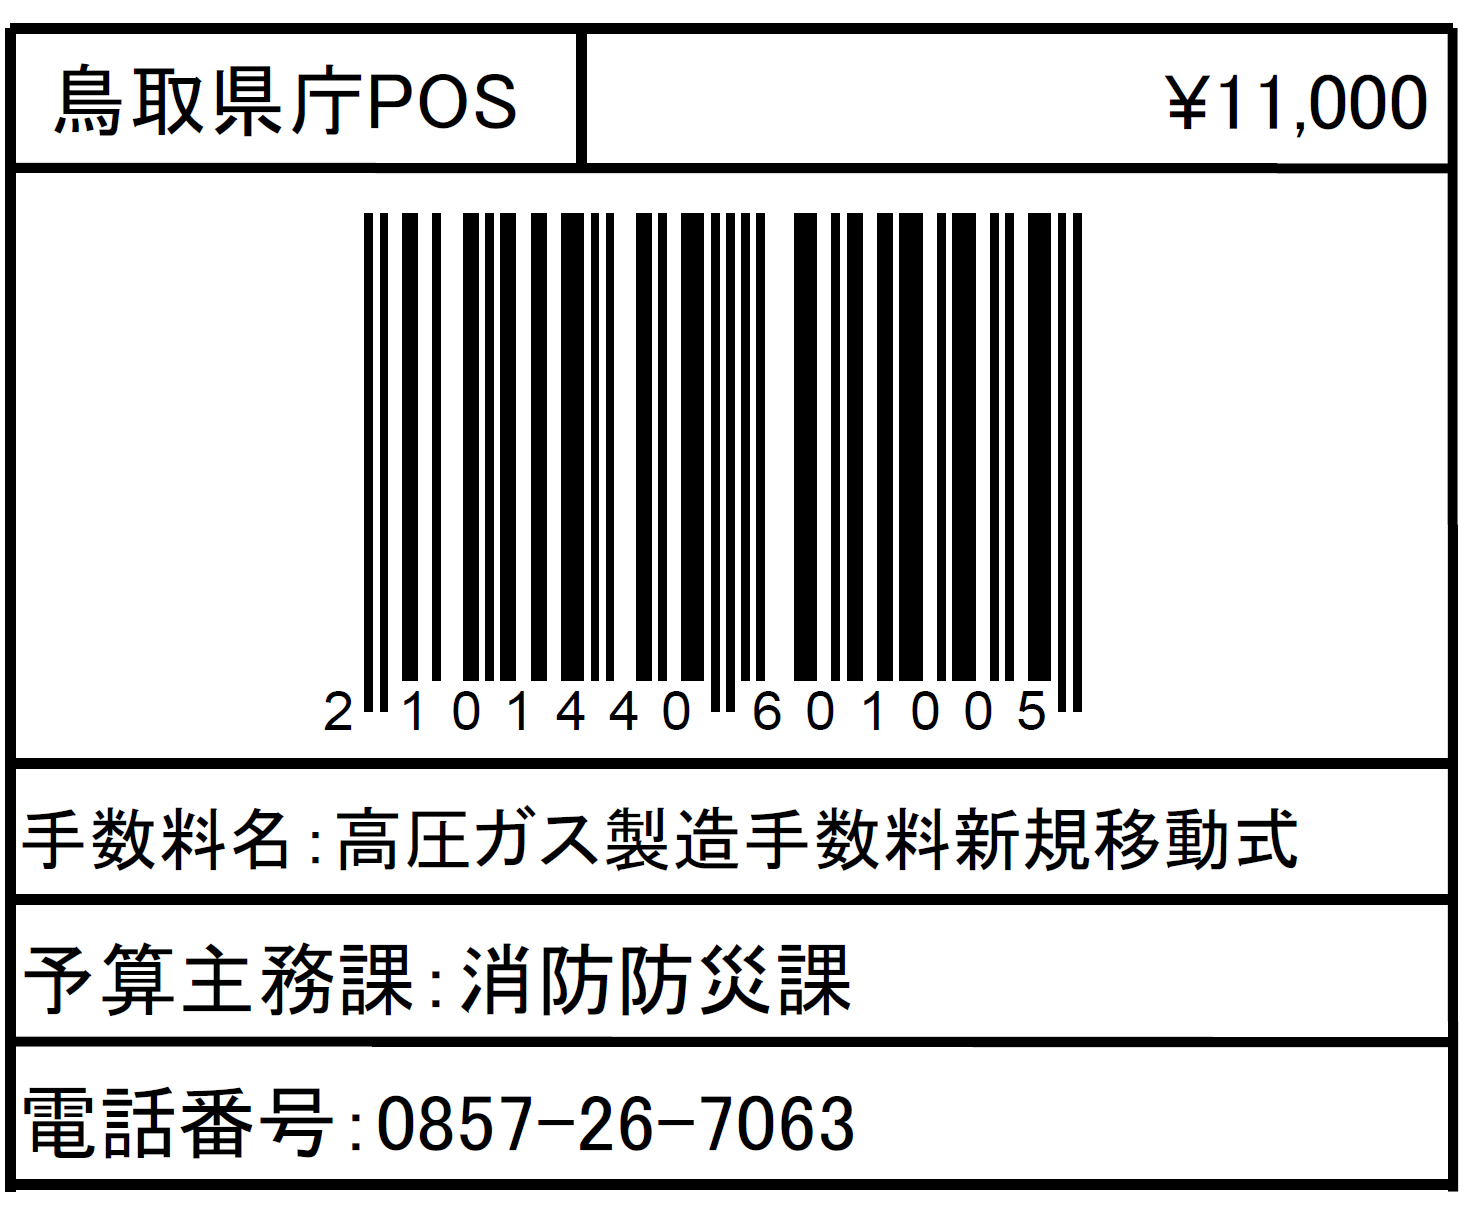 鳥取県庁POS
¥11,000
2 101440 601005
手数料名：高圧ガス製造手数料新規移動式
予算主務課：消防防災課
電話番号：0857-26-7063